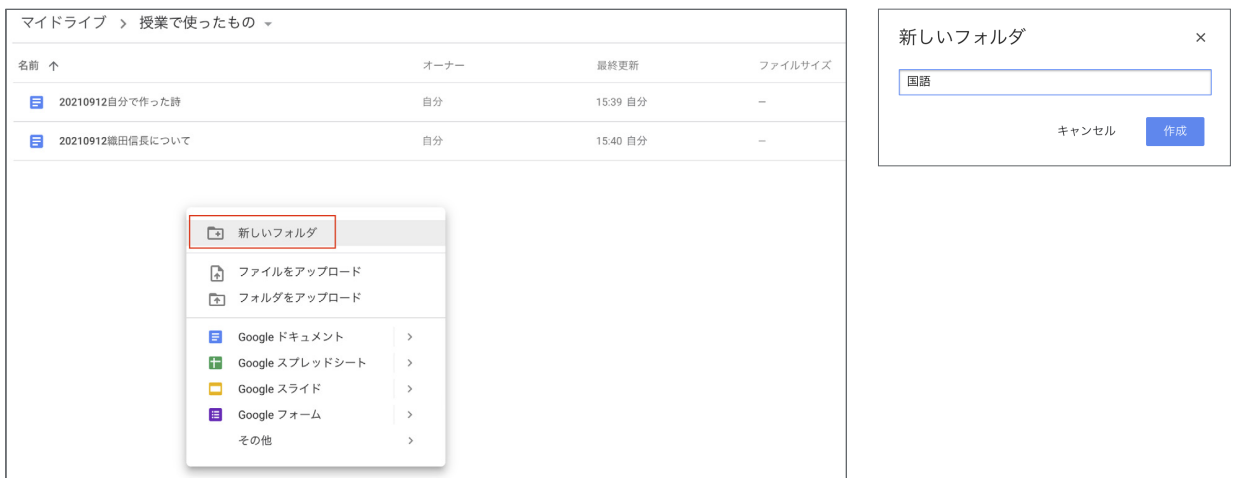 マイドライブ > 授業で使ったもの
名前 ↑ オーナー 最終更新 ファイルサイズ
20210912自分で作った詩 自分 15:39 自分 –
20210912織田信長について 自分 15:40 自分 –
新しいフォルダ
ファイルをアップロード
フォルダをアップロード
Google ドキュメント >
Google スプレッドシート >
Google スライド >
Google フォーム >
その他 >
新しいフォルダ ×
国語
キャンセル 作成